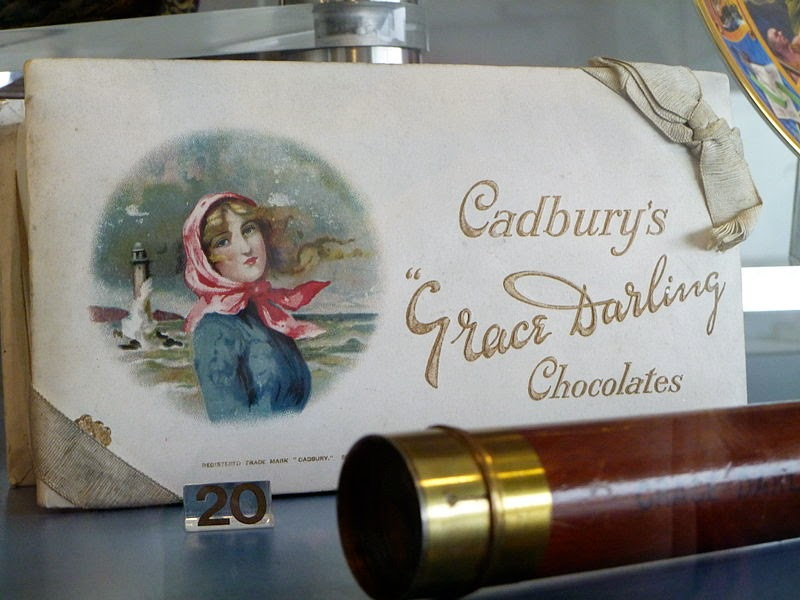 Cadbury's
"Grace Darling
Chocolates
REGISTERED TRADE MARK "CADBURY."
20